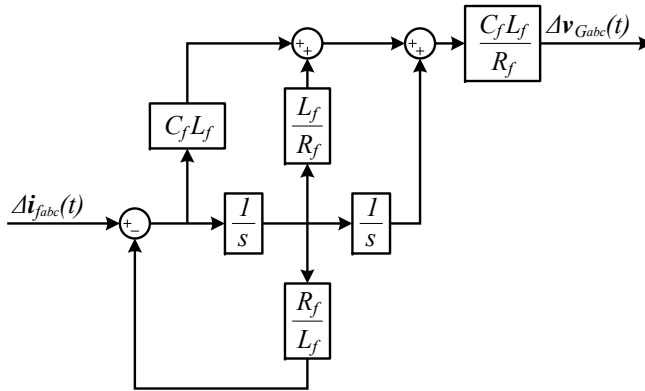 C_f L_f / R_f
Δv_Gabc(t)
+ +
+
L_f / R_f
C_f L_f
Δi_fabc(t)
+ −
1 / s
1 / s
R_f / L_f